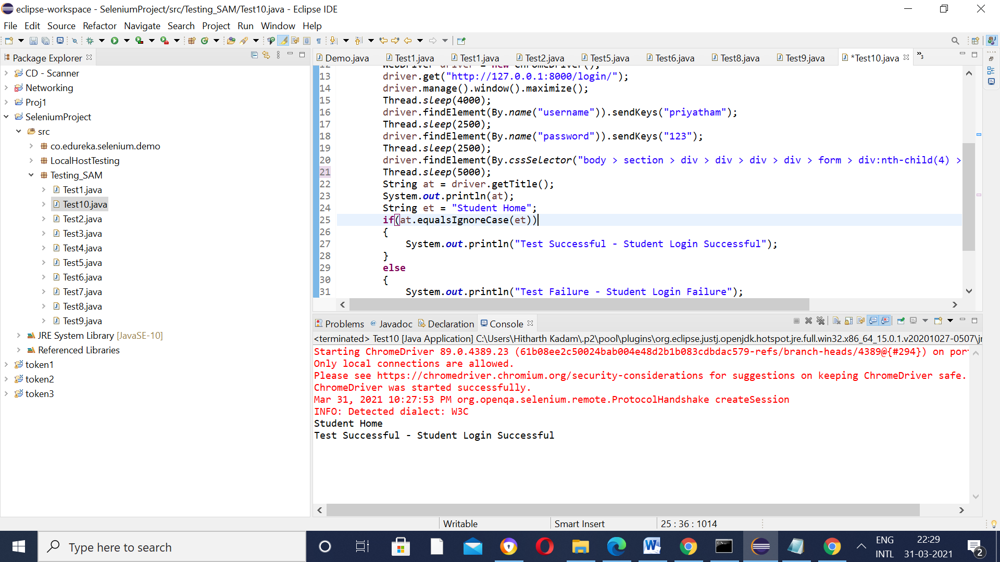 eclipse-workspace - SeleniumProject/src/Testing_SAM/Test10.java - Eclipse IDE
File Edit Source Refactor Navigate Search Project Run Window Help
Package Explorer
CD - Scanner
Networking
Proj1
SeleniumProject
src
co.edureka.selenium.demo
LocalHostTesting
Testing_SAM
Test1.java
Test10.java
Test2.java
Test3.java
Test4.java
Test5.java
Test6.java
Test7.java
Test8.java
Test9.java
JRE System Library [JavaSE-10]
Referenced Libraries
token1
token2
token3
Demo.java Test1.java Test1.java Test2.java Test5.java Test6.java Test8.java Test9.java *Test10.java »3
12 WebDriver driver = new ChromeDriver();
13 driver.get("http://127.0.0.1:8000/login/");
14 driver.manage().window().maximize();
15 Thread.sleep(4000);
16 driver.findElement(By.name("username")).sendKeys("priyatham");
17 Thread.sleep(2500);
18 driver.findElement(By.name("password")).sendKeys("123");
19 Thread.sleep(2500);
20 driver.findElement(By.cssSelector("body > section > div > div > div > div > form > div:nth-child(4) >
21 Thread.sleep(5000);
22 String at = driver.getTitle();
23 System.out.println(at);
24 String et = "Student Home";
25 if(at.equalsIgnoreCase(et))
26 {
27 System.out.println("Test Successful - Student Login Successful");
28 }
29 else
30 {
31 System.out.println("Test Failure - Student Login Failure");
Problems Javadoc Declaration Console
<terminated> Test10 [Java Application] C:\Users\Hitharth Kadam\.p2\pool\plugins\org.eclipse.justj.openjdk.hotspot.jre.full.win32.x86_64_15.0.1.v20201027-0507\jr
Starting ChromeDriver 89.0.4389.23 (61b08ee2c50024bab004e48d2b1b083cdbdac579-refs/branch-heads/4389@{#294}) on por
Only local connections are allowed.
Please see https://chromedriver.chromium.org/security-considerations for suggestions on keeping ChromeDriver safe.
ChromeDriver was started successfully.
Mar 31, 2021 10:27:53 PM org.openqa.selenium.remote.ProtocolHandshake createSession
INFO: Detected dialect: W3C
Student Home
Test Successful - Student Login Successful
Writable Smart Insert 25 : 36 : 1014
Type here to search
ENG
INTL
22:29
31-03-2021
2